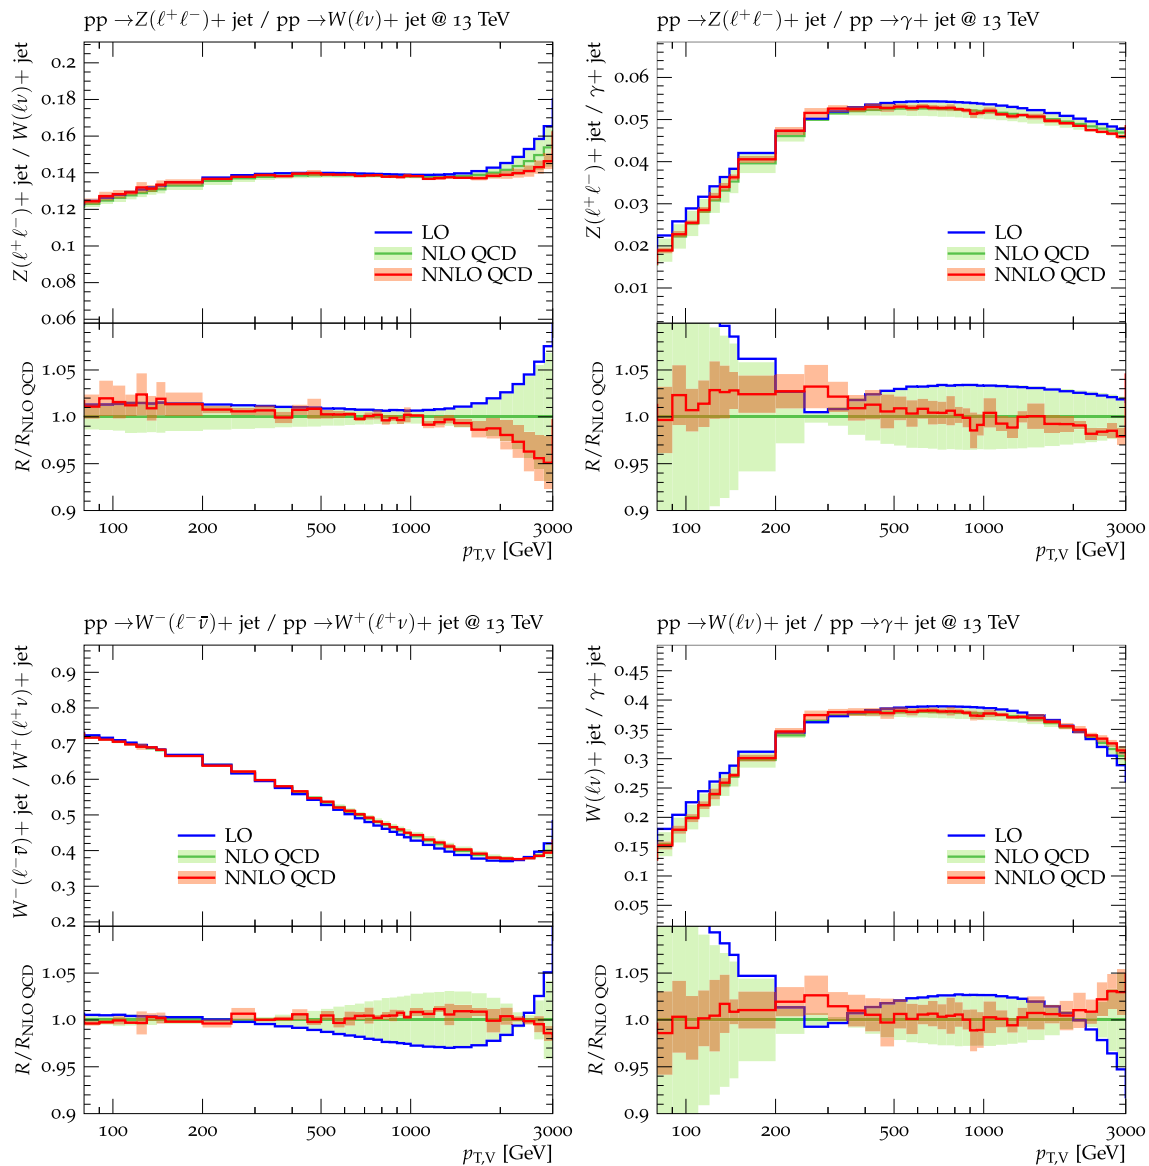 pp →Z(ℓ⁺ℓ⁻)+ jet / pp →W(ℓν)+ jet @ 13 TeV
Z(ℓ⁺ℓ⁻)+ jet / W(ℓν)+ jet
0.2
0.18
0.16
0.14
0.12
0.1
0.08
0.06
LO
NLO QCD
NNLO QCD
R/R_NLO QCD
1.05
1.0
0.95
0.9
100 200 500 1000 3000
p_T,V [GeV]
pp →Z(ℓ⁺ℓ⁻)+ jet / pp →γ+ jet @ 13 TeV
Z(ℓ⁺ℓ⁻)+ jet / γ+ jet
0.06
0.05
0.04
0.03
0.02
0.01
LO
NLO QCD
NNLO QCD
R/R_NLO QCD
1.05
1.0
0.95
0.9
100 200 500 1000 3000
p_T,V [GeV]
pp →W⁻(ℓ⁻ν̄)+ jet / pp →W⁺(ℓ⁺ν)+ jet @ 13 TeV
W⁻(ℓ⁻ν̄)+ jet / W⁺(ℓ⁺ν)+ jet
0.9
0.8
0.7
0.6
0.5
0.4
0.3
0.2
LO
NLO QCD
NNLO QCD
R/R_NLO QCD
1.05
1.0
0.95
0.9
100 200 500 1000 3000
p_T,V [GeV]
pp →W(ℓν)+ jet / pp →γ+ jet @ 13 TeV
W(ℓν)+ jet / γ+ jet
0.45
0.4
0.35
0.3
0.25
0.2
0.15
0.1
0.05
LO
NLO QCD
NNLO QCD
R/R_NLO QCD
1.05
1.0
0.95
0.9
100 200 500 1000 3000
p_T,V [GeV]